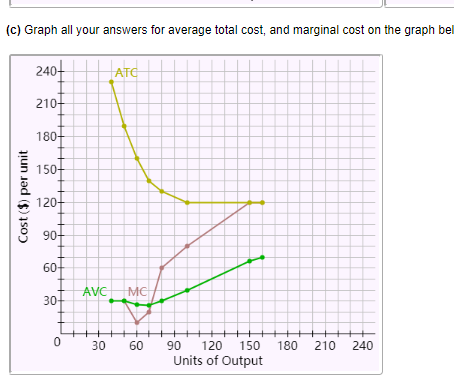 (c) Graph all your answers for average total cost, and marginal cost on the graph bel
Cost ($) per unit
240
210
180
150
120
90
60
30
0
ATC
AVC
MC
30 60 90 120 150 180 210 240
Units of Output